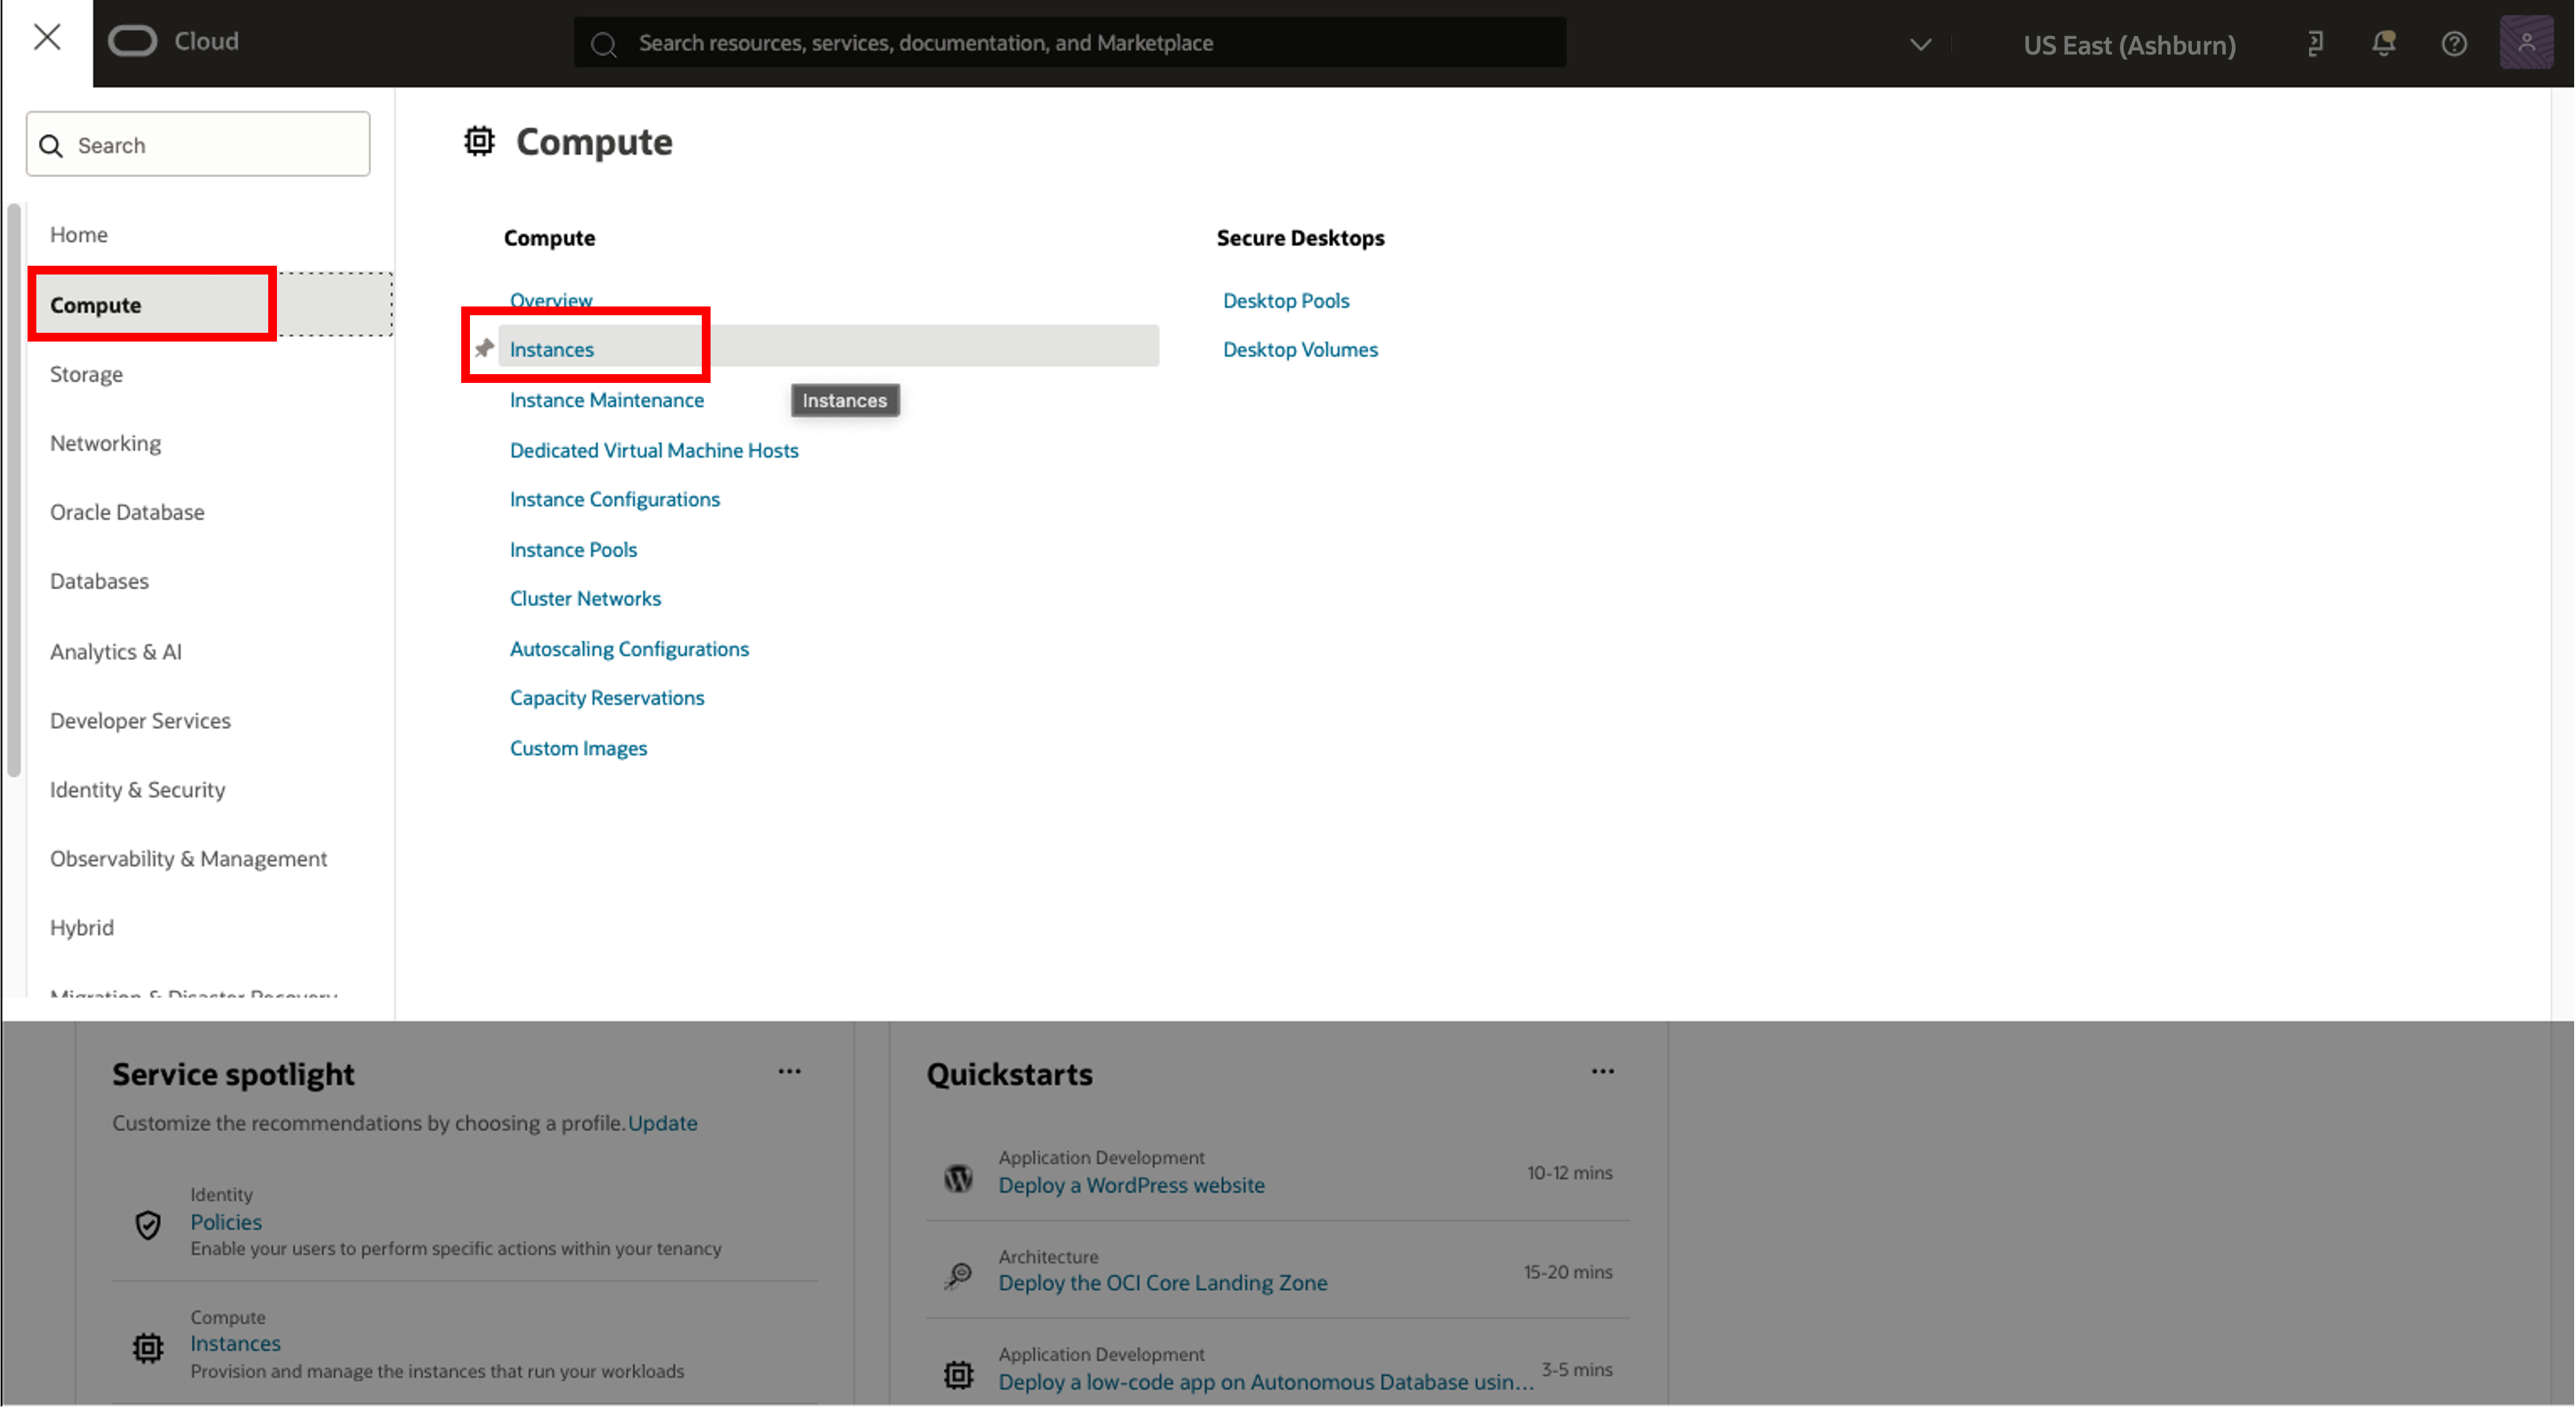 Cloud
Search resources, services, documentation, and Marketplace
US East (Ashburn)
Search
Home
Compute
Storage
Networking
Oracle Database
Databases
Analytics & AI
Developer Services
Identity & Security
Observability & Management
Hybrid
Migration & Disaster Recovery
Compute
Compute
Overview
Instances
Instances
Instance Maintenance
Dedicated Virtual Machine Hosts
Instance Configurations
Instance Pools
Cluster Networks
Autoscaling Configurations
Capacity Reservations
Custom Images
Secure Desktops
Desktop Pools
Desktop Volumes
Service spotlight
Customize the recommendations by choosing a profile. Update
Identity
Policies
Enable your users to perform specific actions within your tenancy
Compute
Instances
Provision and manage the instances that run your workloads
Quickstarts
Application Development
Deploy a WordPress website
10-12 mins
Architecture
Deploy the OCI Core Landing Zone
15-20 mins
Application Development
Deploy a low-code app on Autonomous Database usin...
3-5 mins